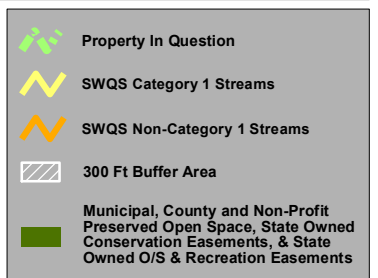 Property In Question
SWQS Category 1 Streams
SWQS Non-Category 1 Streams
300 Ft Buffer Area
Municipal, County and Non-Profit
Preserved Open Space, State Owned
Conservation Easements, & State
Owned O/S & Recreation Easements